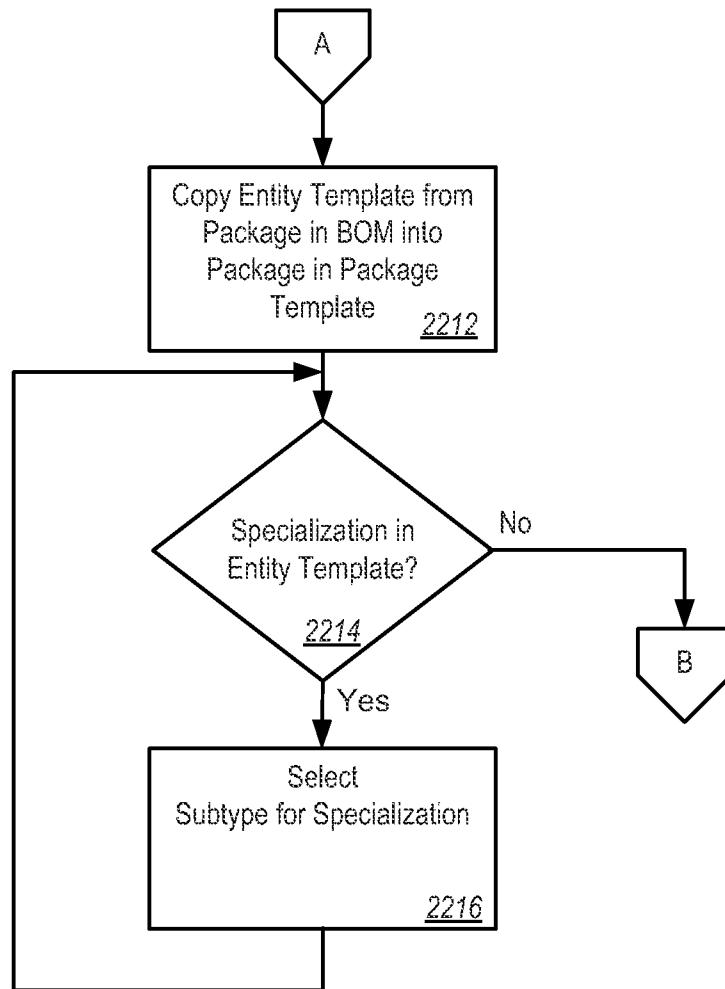 A
Copy Entity Template from
Package in BOM into
Package in Package
Template
2212
Specialization in
Entity Template?
2214
No
B
Yes
Select
Subtype for Specialization
2216